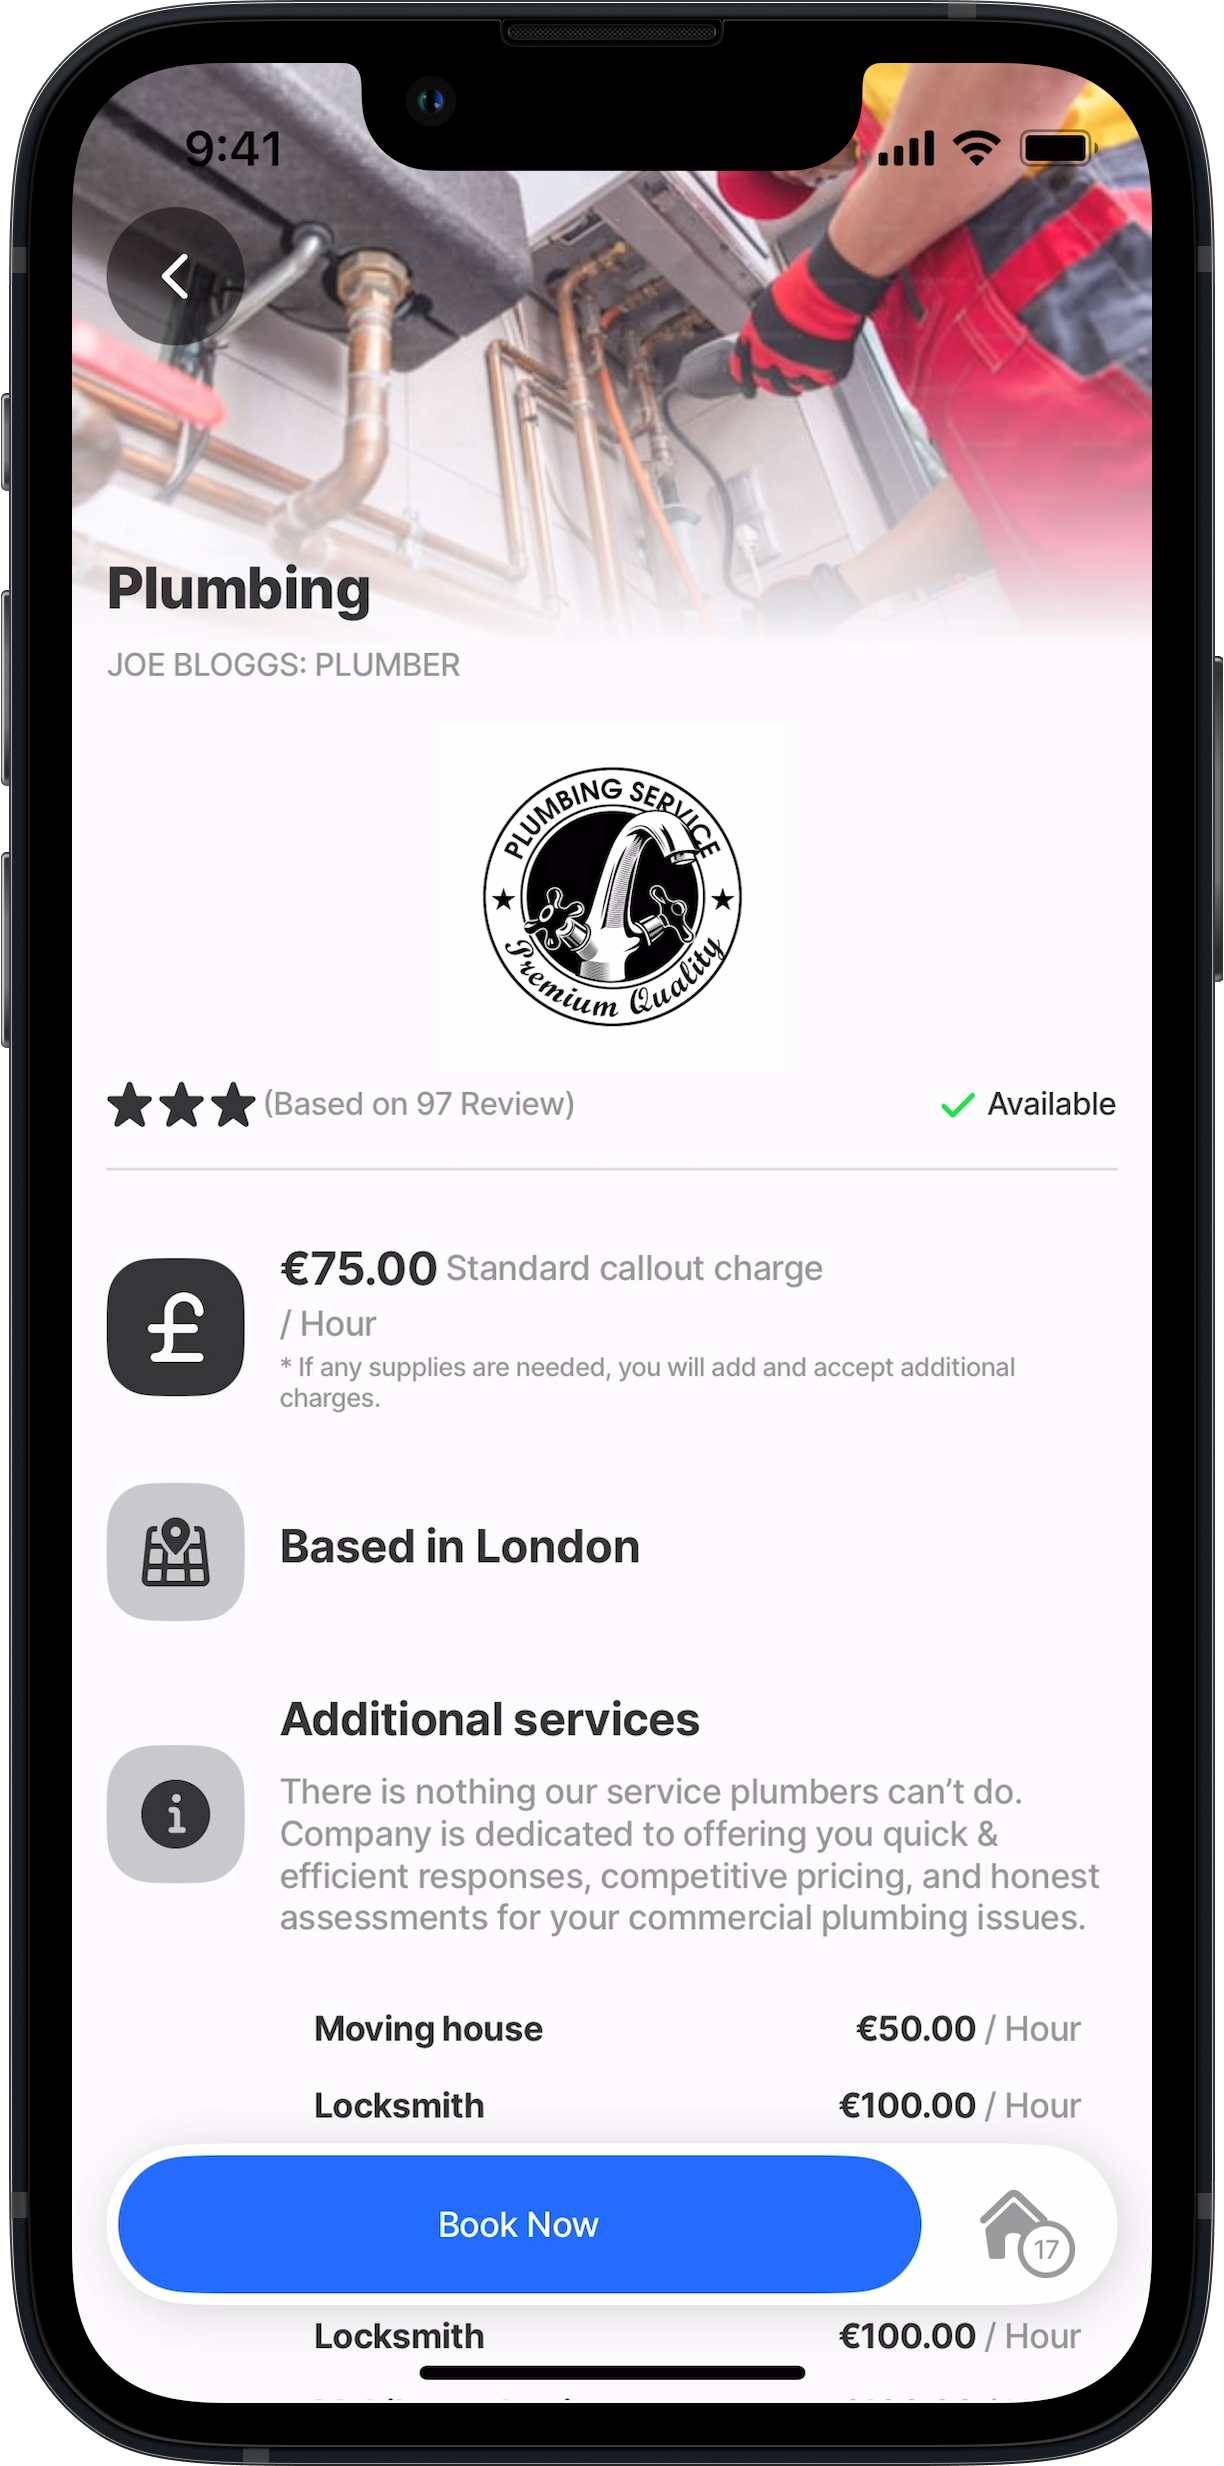 9:41
Plumbing
JOE BLOGGS: PLUMBER
PLUMBING SERVICE
Premium Quality
(Based on 97 Review)
Available
€75.00 Standard callout charge
/ Hour
* If any supplies are needed, you will add and accept additional
charges.
Based in London
Additional services
There is nothing our service plumbers can’t do.
Company is dedicated to offering you quick &
efficient responses, competitive pricing, and honest
assessments for your commercial plumbing issues.
Moving house €50.00 / Hour
Locksmith €100.00 / Hour
Book Now
17
Locksmith €100.00 / Hour